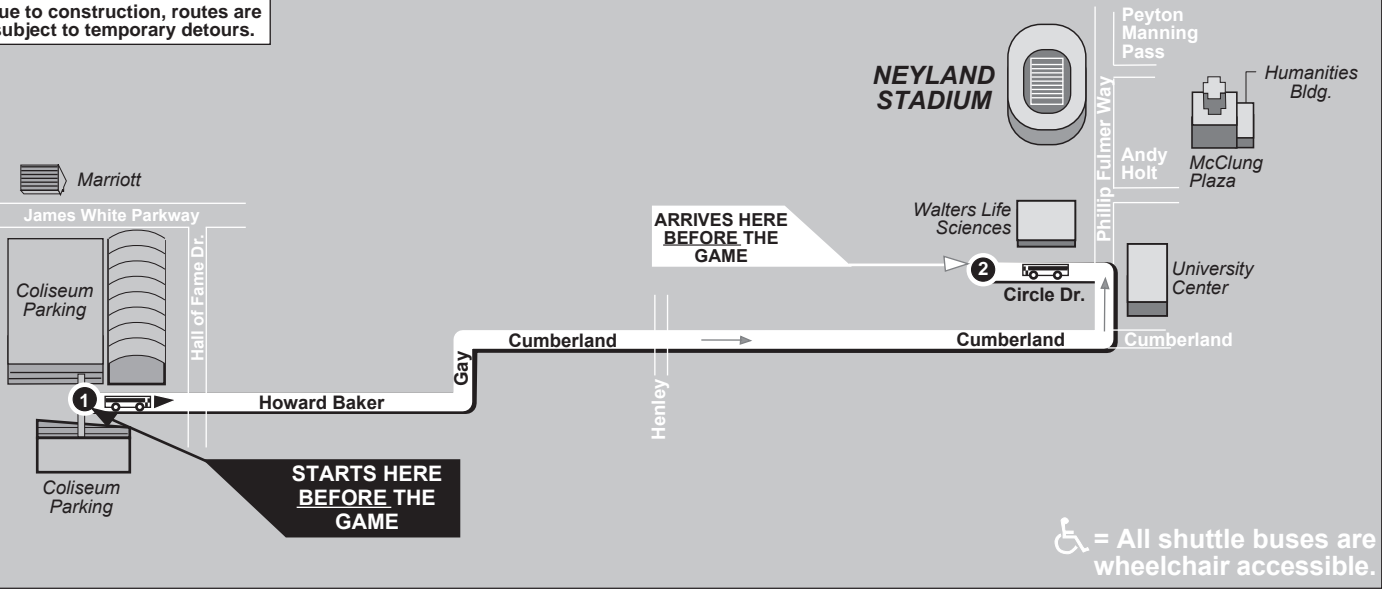 ue to construction, routes are
subject to temporary detours.
Peyton
Manning
Pass
NEYLAND
STADIUM
Humanities
Bldg.
Phillip Fulmer Way
Andy
Holt
McClung
Plaza
Marriott
James White Parkway
ARRIVES HERE
BEFORE THE
GAME
Walters Life
Sciences
Hall of Fame Dr.
Coliseum
Parking
2
University
Center
Circle Dr.
Cumberland
Cumberland
Cumberland
Gay
Henley
1
Howard Baker
STARTS HERE
BEFORE THE
GAME
Coliseum
Parking
= All shuttle buses are
wheelchair accessible.